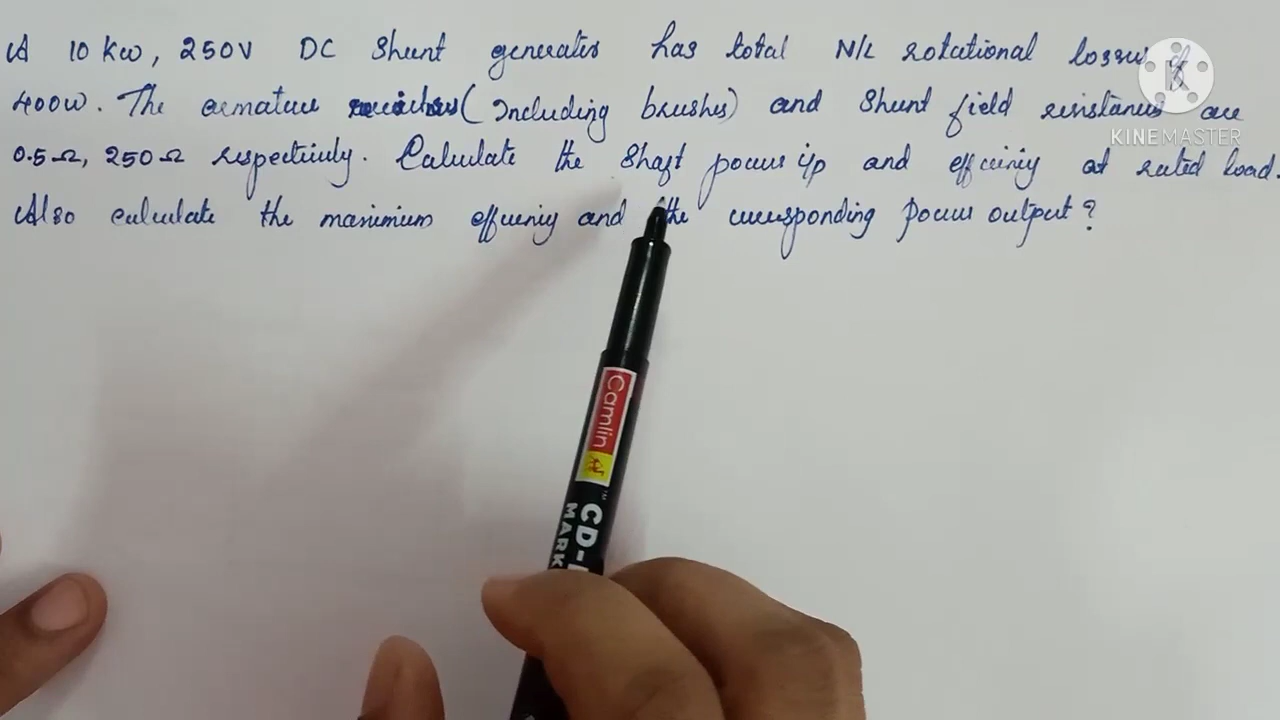 A 10 kw, 250V DC Shunt generator has total N/L rotational losses of
400w. The armature (Including brushes) and Shunt field resistances are
0.5Ω, 250Ω respectively. Calculate the Shaft power i/p and efficiency at rated load.
Also calculate the maximum efficiency and the corresponding Power output?
KINEMASTER
Camlin
CD-
MARK